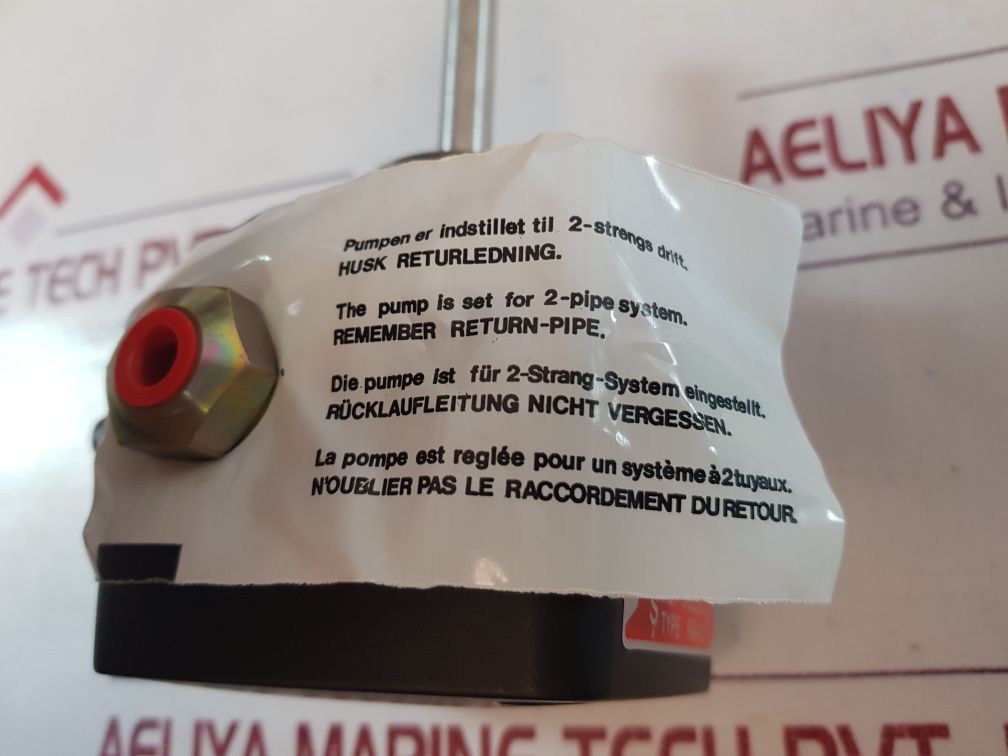 AELIYA
arine &
E TECH PVT
Pumpen er indstillet til 2-strengs drift.
HUSK RETURLEDNING.
The pump is set for 2-pipe system.
REMEMBER RETURN-PIPE.
Die pumpe ist für 2-Strang-System eingestellt.
RÜCKLAUFLEITUNG NICHT VERGESSEN.
La pompe est reglée pour un système à 2 tuyaux.
N'OUBLIER PAS LE RACCORDEMENT DU RETOUR.
TYPE
AELIYA MARINE TECH PVT